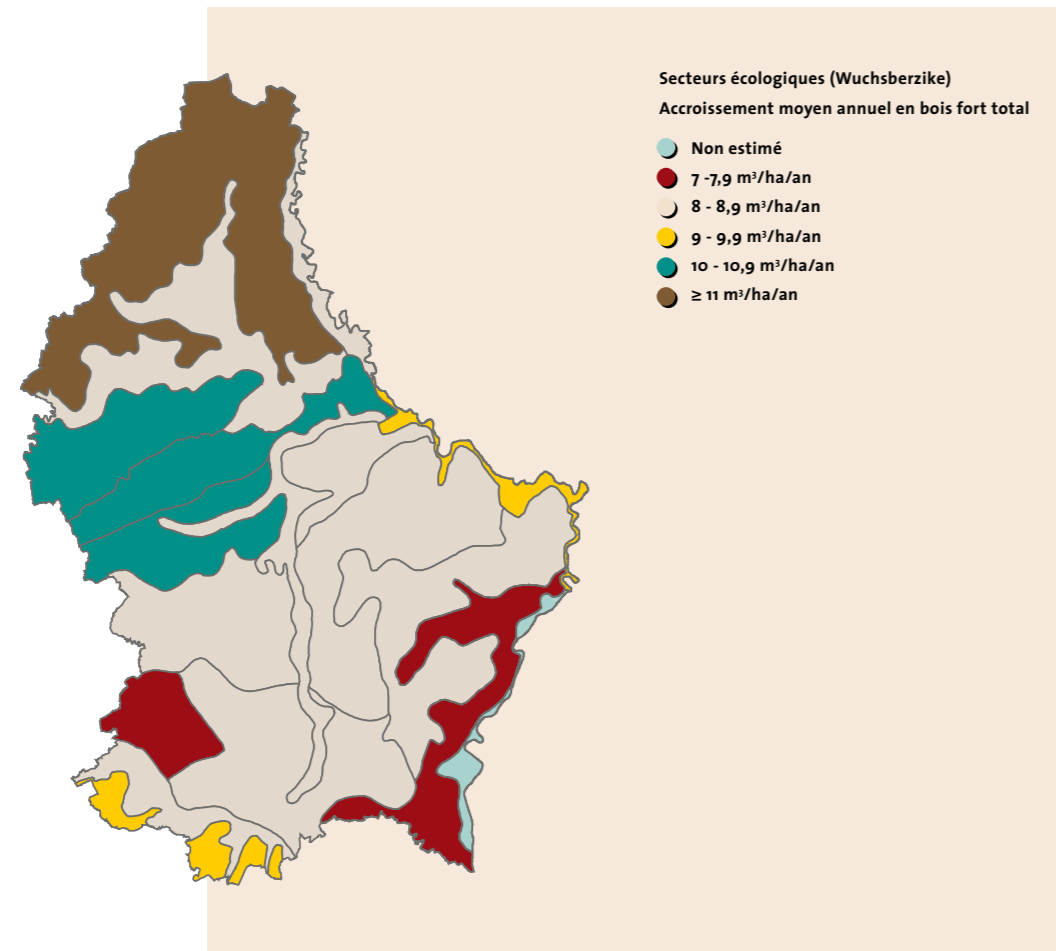 Secteurs écologiques (Wuchsberzike)
Accroissement moyen annuel en bois fort total
Non estimé
7 -7,9 m³/ha/an
8 - 8,9 m³/ha/an
9 - 9,9 m³/ha/an
10 - 10,9 m³/ha/an
≥ 11 m³/ha/an